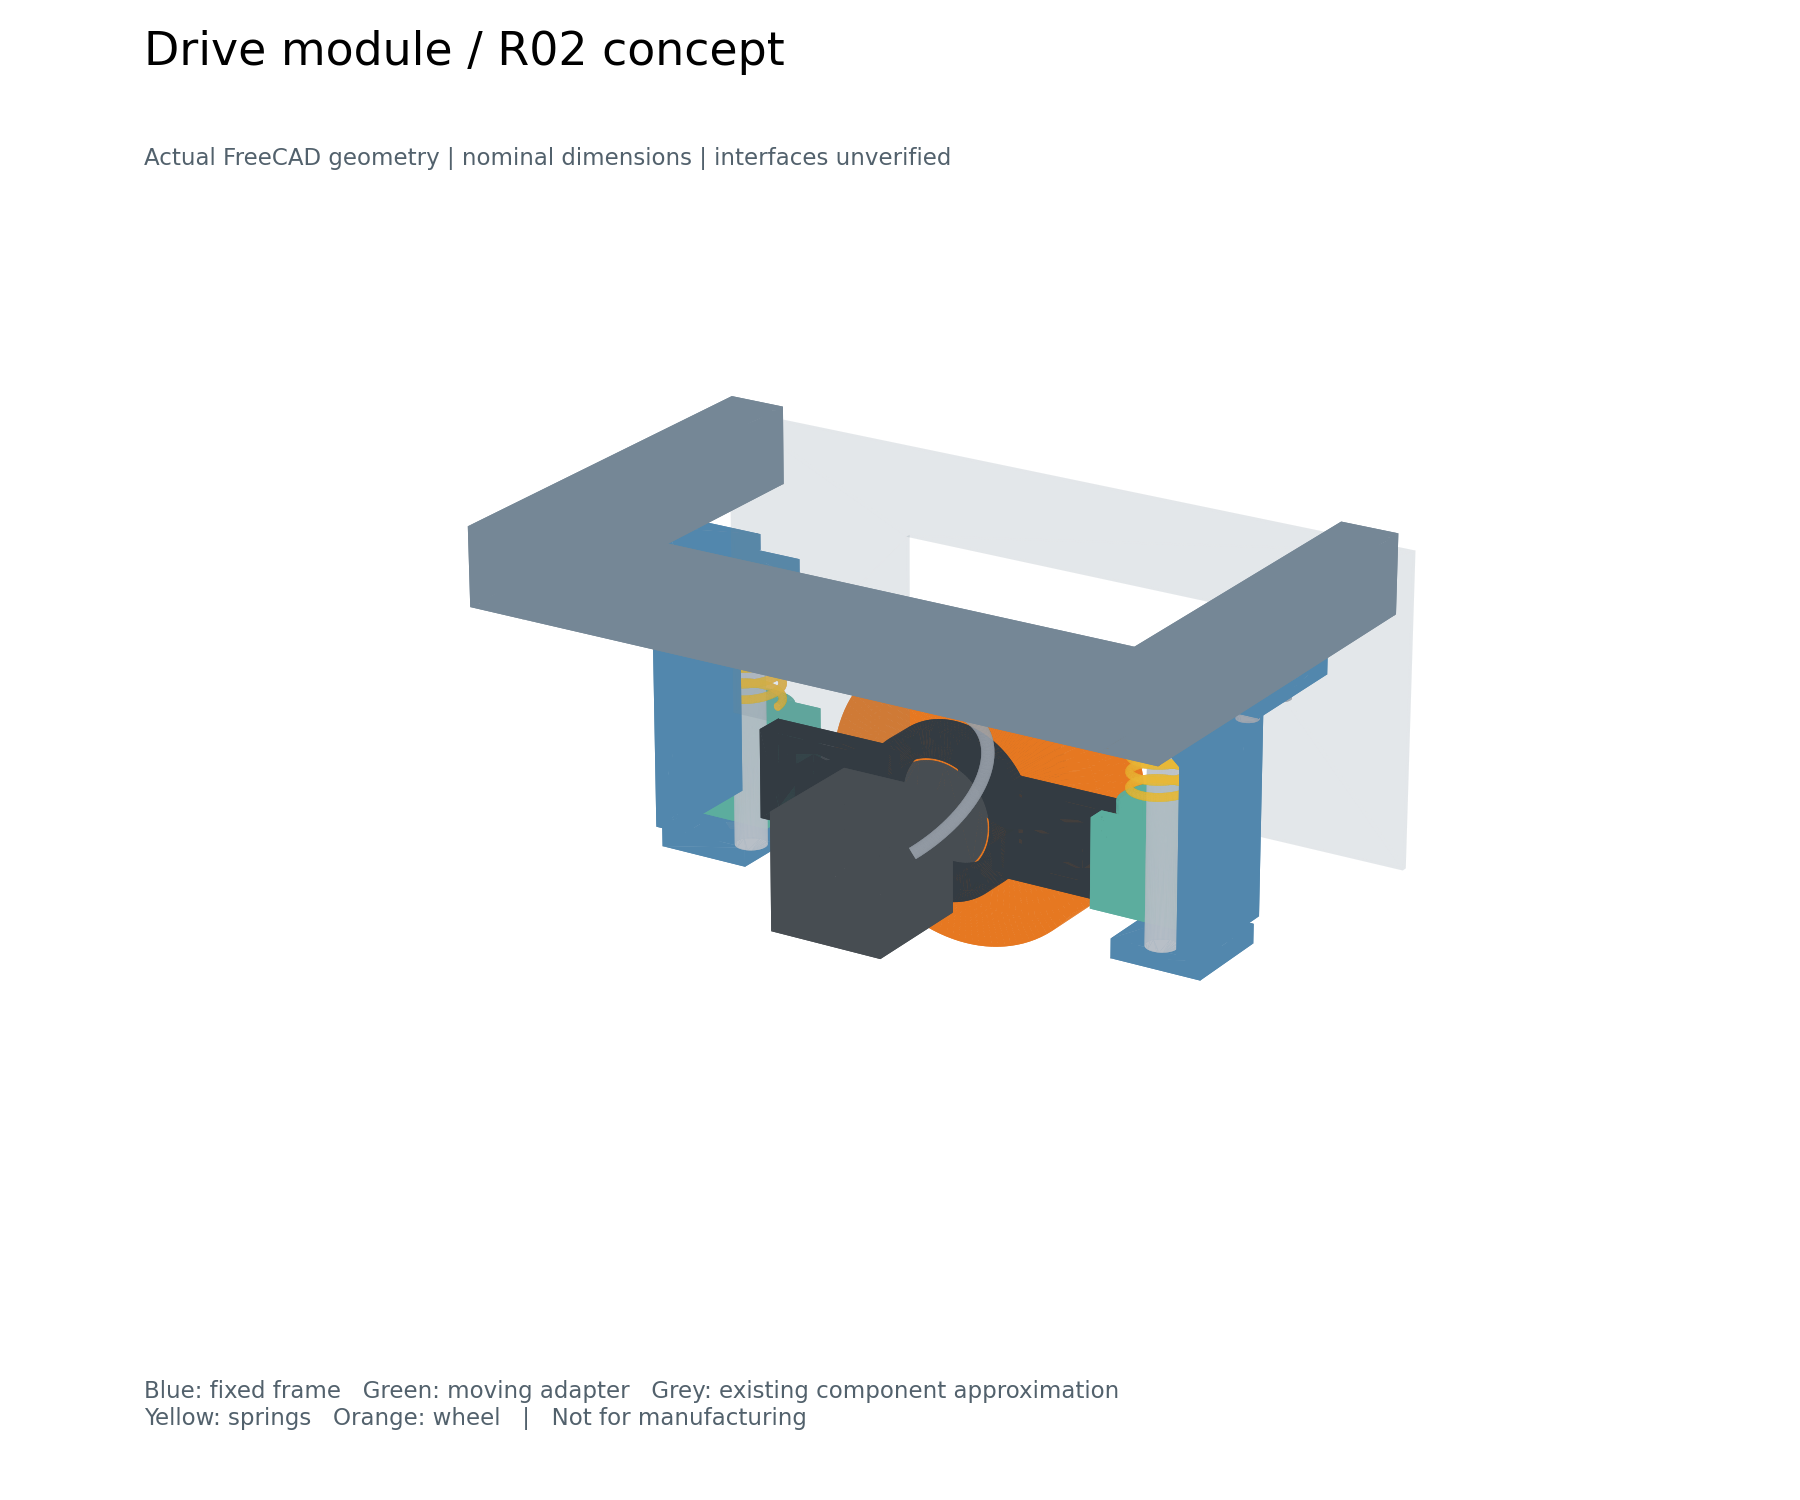 Drive module / R02 concept
Actual FreeCAD geometry | nominal dimensions | interfaces unverified
Blue: fixed frame   Green: moving adapter   Grey: existing component approximation
Yellow: springs   Orange: wheel   |   Not for manufacturing